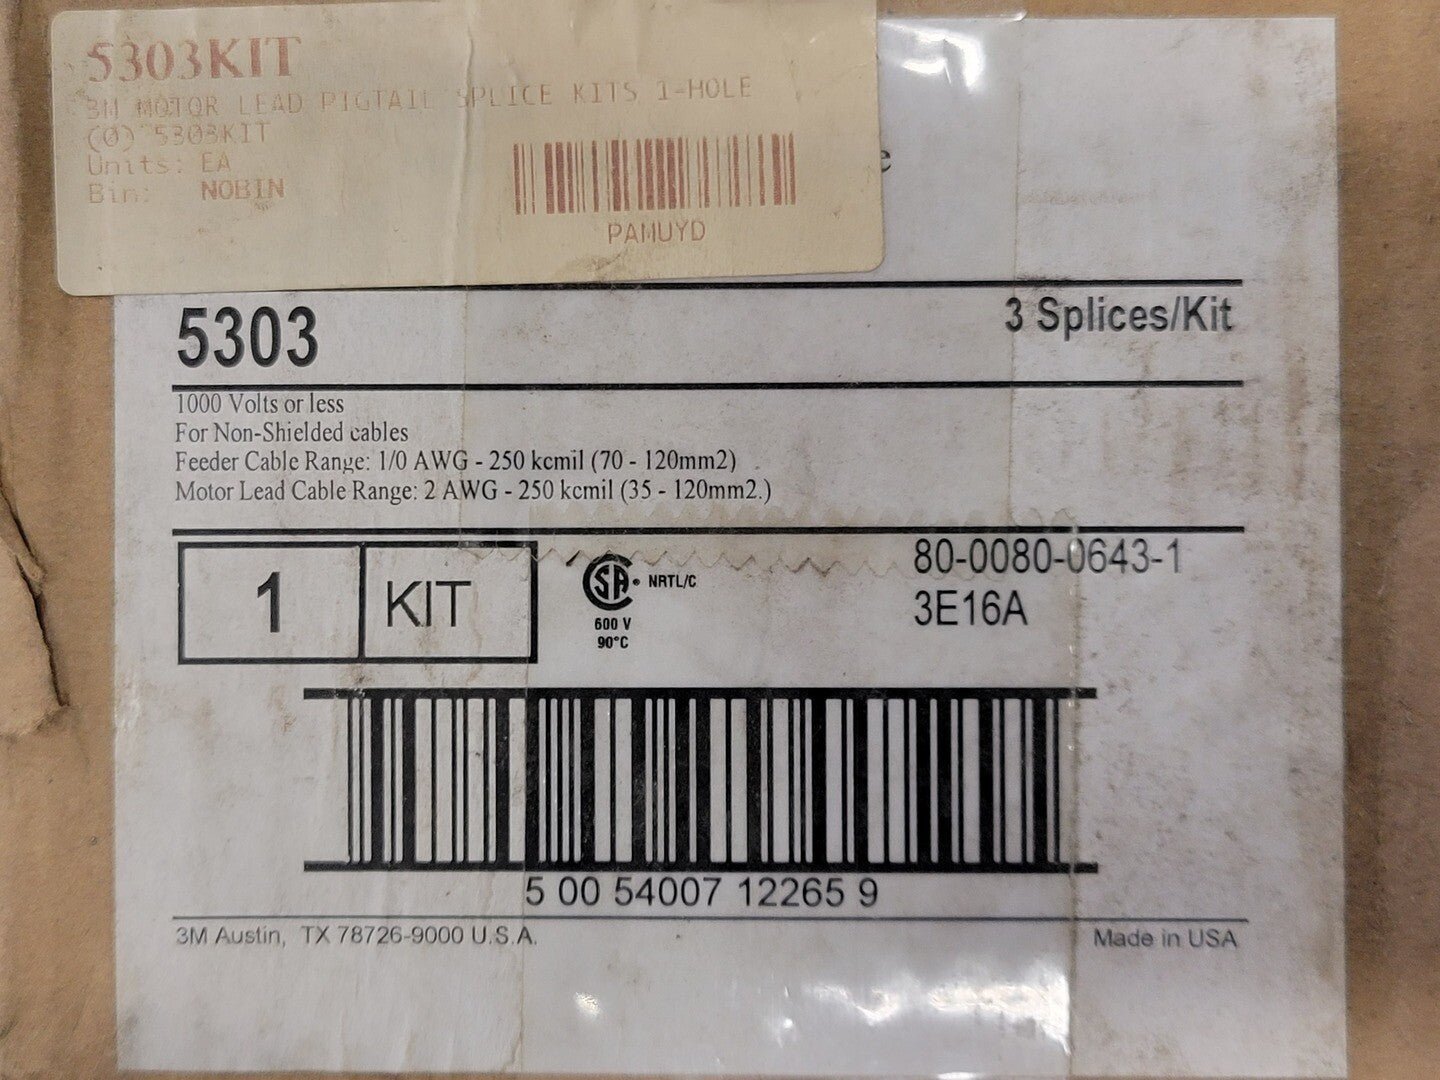 5303KIT
3M MOTOR LEAD PIGTAIL SPLICE KITS 1-HOLE
(0) 5303KIT
Units: EA
Bin: NOBIN
PAMUYD
e
5303
3 Splices/Kit
1000 Volts or less
For Non-Shielded cables
Feeder Cable Range: 1/0 AWG - 250 kcmil (70 - 120mm2)
Motor Lead Cable Range: 2 AWG - 250 kcmil (35 - 120mm2.)
1 KIT
SA NRTL/C
600 V
90°C
80-0080-0643-1
3E16A
5 00 54007 12265 9
3M Austin, TX 78726-9000 U.S.A.
Made in USA